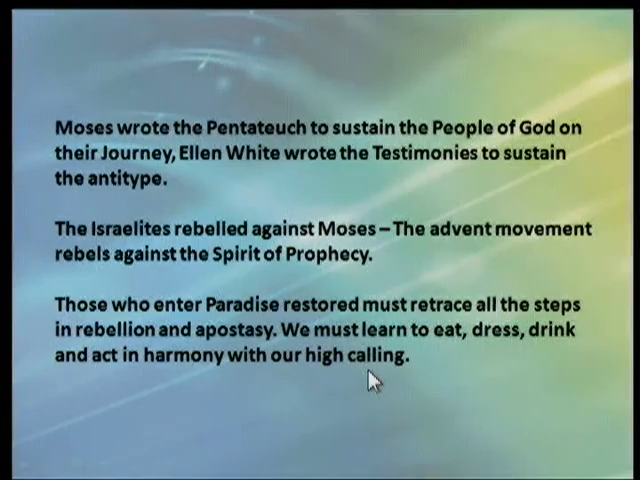 Moses wrote the Pentateuch to sustain the People of God on
their Journey, Ellen White wrote the Testimonies to sustain
the antitype.
The Israelites rebelled against Moses – The advent movement
rebels against the Spirit of Prophecy.
Those who enter Paradise restored must retrace all the steps
in rebellion and apostasy. We must learn to eat, dress, drink
and act in harmony with our high calling.